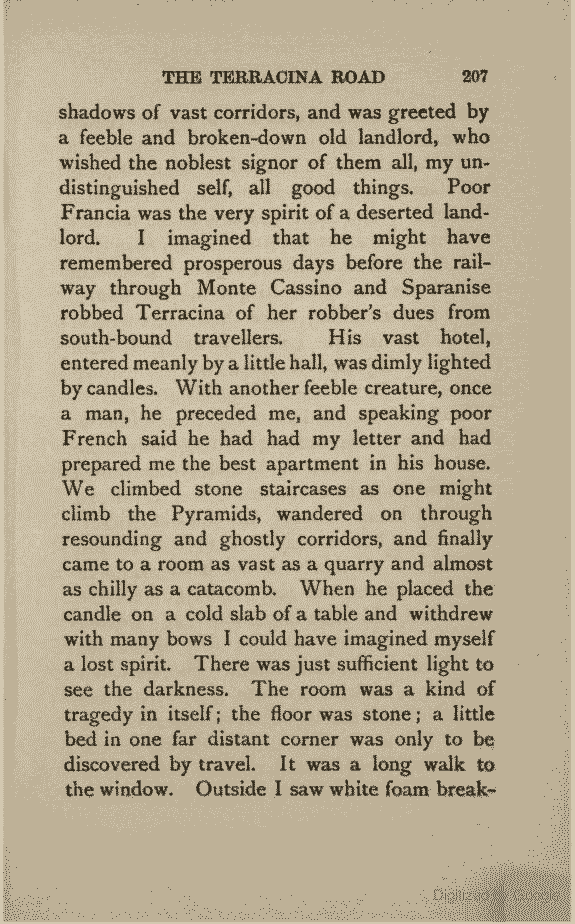 THE TERRACINA ROAD 207
shadows of vast corridors, and was greeted by
a feeble and broken-down old landlord, who
wished the noblest signor of them all, my un-
distinguished self, all good things. Poor
Francia was the very spirit of a deserted land-
lord. I imagined that he might have
remembered prosperous days before the rail-
way through Monte Cassino and Sparanise
robbed Terracina of her robber's dues from
south-bound travellers. His vast hotel,
entered meanly by a little hall, was dimly lighted
by candles. With another feeble creature, once
a man, he preceded me, and speaking poor
French said he had had my letter and had
prepared me the best apartment in his house.
We climbed stone staircases as one might
climb the Pyramids, wandered on through
resounding and ghostly corridors, and finally
came to a room as vast as a quarry and almost
as chilly as a catacomb. When he placed the
candle on a cold slab of a table and withdrew
with many bows I could have imagined myself
a lost spirit. There was just sufficient light to
see the darkness. The room was a kind of
tragedy in itself; the floor was stone; a little
bed in one far distant corner was only to be
discovered by travel. It was a long walk to
the window. Outside I saw white foam break-
Digitized by Google